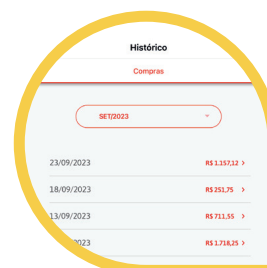 Histórico
Compras
SET/2023
23/09/2023 R$ 1.157,12 >
18/09/2023 R$ 251,75 >
13/09/2023 R$ 711,55 >
/2023 R$ 1.718,25 >